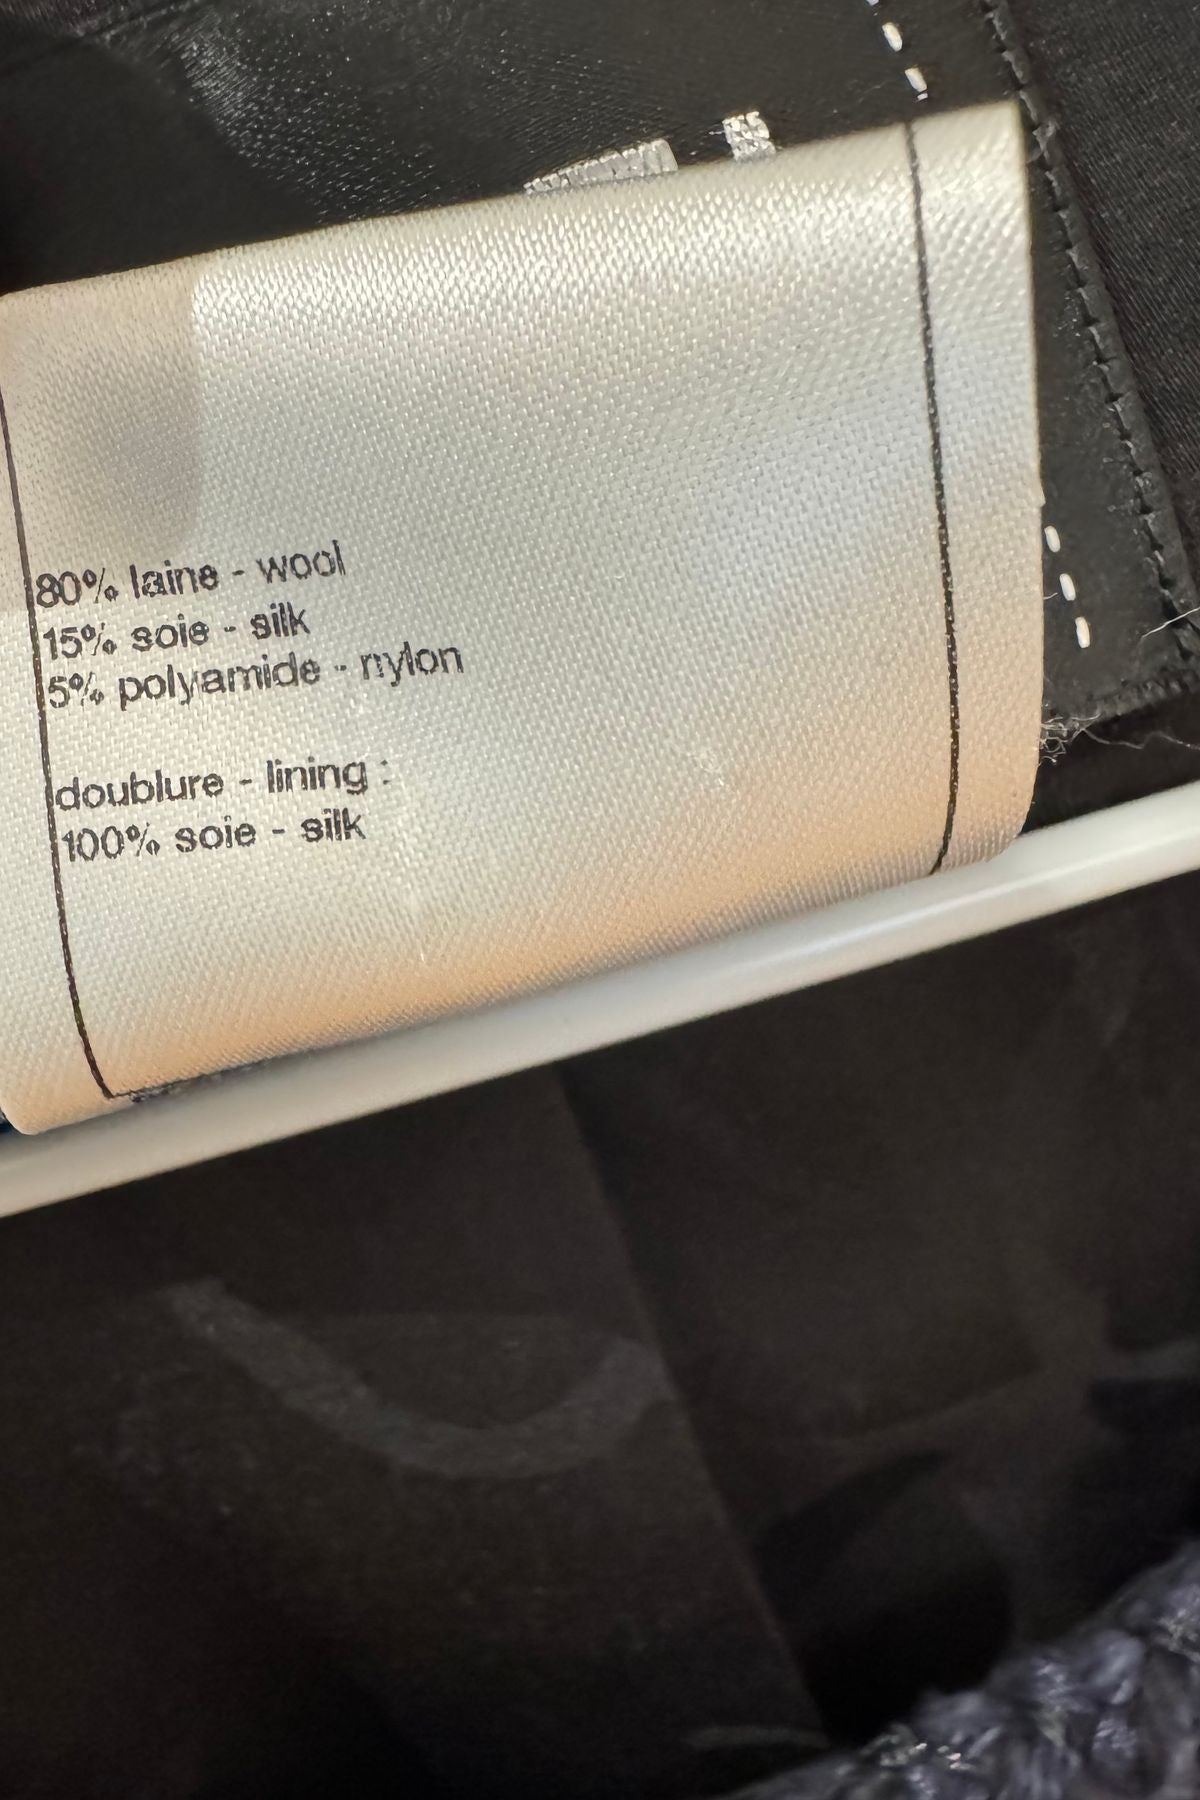 80% laine - wool
15% soie - silk
5% polyamide - nylon
doublure - lining :
100% soie - silk